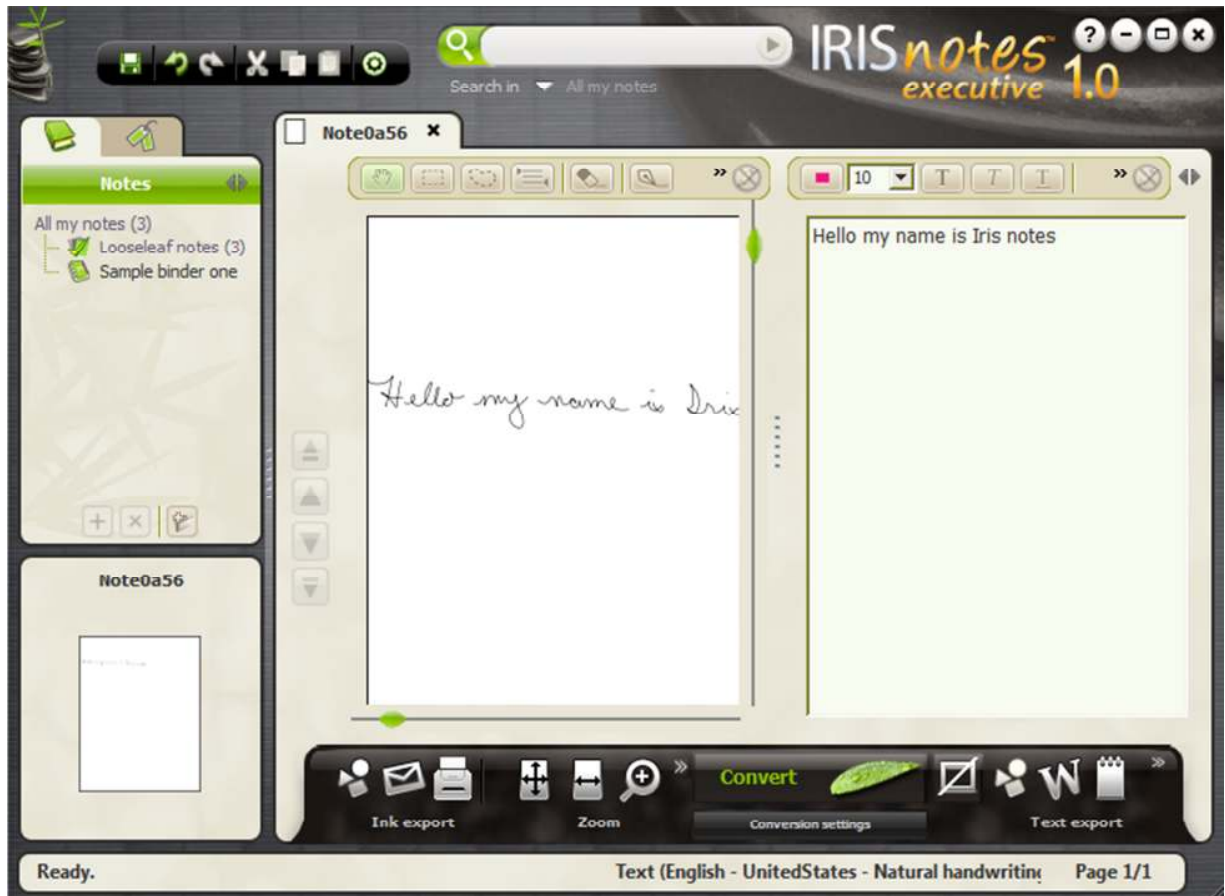 IRISnotes™
executive 1.0
?
Search in All my notes
Note0a56
Notes
10 T T T
All my notes (3)
Looseleaf notes (3)
Sample binder one
Hello my name is Iris notes
Hello my name is Iris
Note0a56
Convert
W
Ink export Zoom Conversion settings Text export
Ready. Text (English - UnitedStates - Natural handwriting Page 1/1